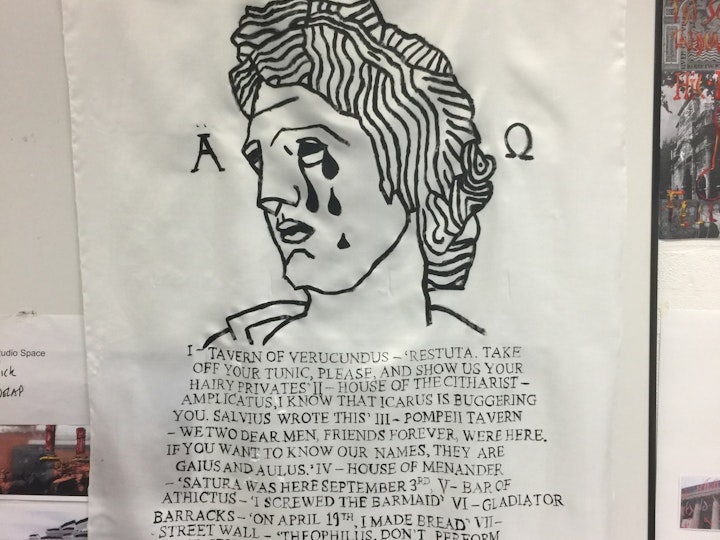 Ä Ω
I – TAVERN OF VERUCUNDUS – 'RESTUTA. TAKE
OFF YOUR TUNIC, PLEASE, AND SHOW US YOUR
HAIRY PRIVATES' II – HOUSE OF THE CITHARIST –
AMPLICATUS, I KNOW THAT ICARUS IS BUGGERING
YOU. SALVIUS WROTE THIS' III – POMPEII TAVERN
– WE TWO DEAR MEN, FRIENDS FOREVER, WERE HERE.
IF YOU WANT TO KNOW OUR NAMES, THEY ARE
GAIUS AND AULUS.' IV – HOUSE OF MENANDER
– 'SATURA WAS HERE SEPTEMBER 3RD. V – BAR OF
ATHICTUS – 'I SCREWED THE BARMAID' VI – GLADIATOR
BARRACKS – 'ON APRIL 19TH, I MADE BREAD' VII –
STREET WALL – 'THEOPHILUS, DON'T PERFORM
tudio Space